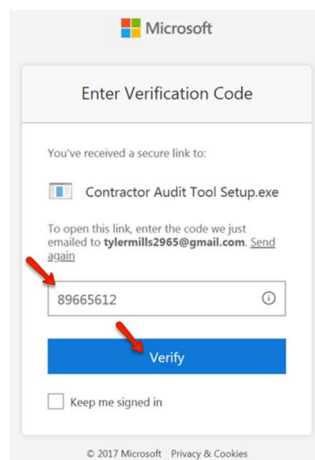 Microsoft
Enter Verification Code
You've received a secure link to:
Contractor Audit Tool Setup.exe
To open this link, enter the code we just
emailed to tylermills2965@gmail.com. Send
again
89665612
Verify
Keep me signed in
© 2017 Microsoft Privacy & Cookies